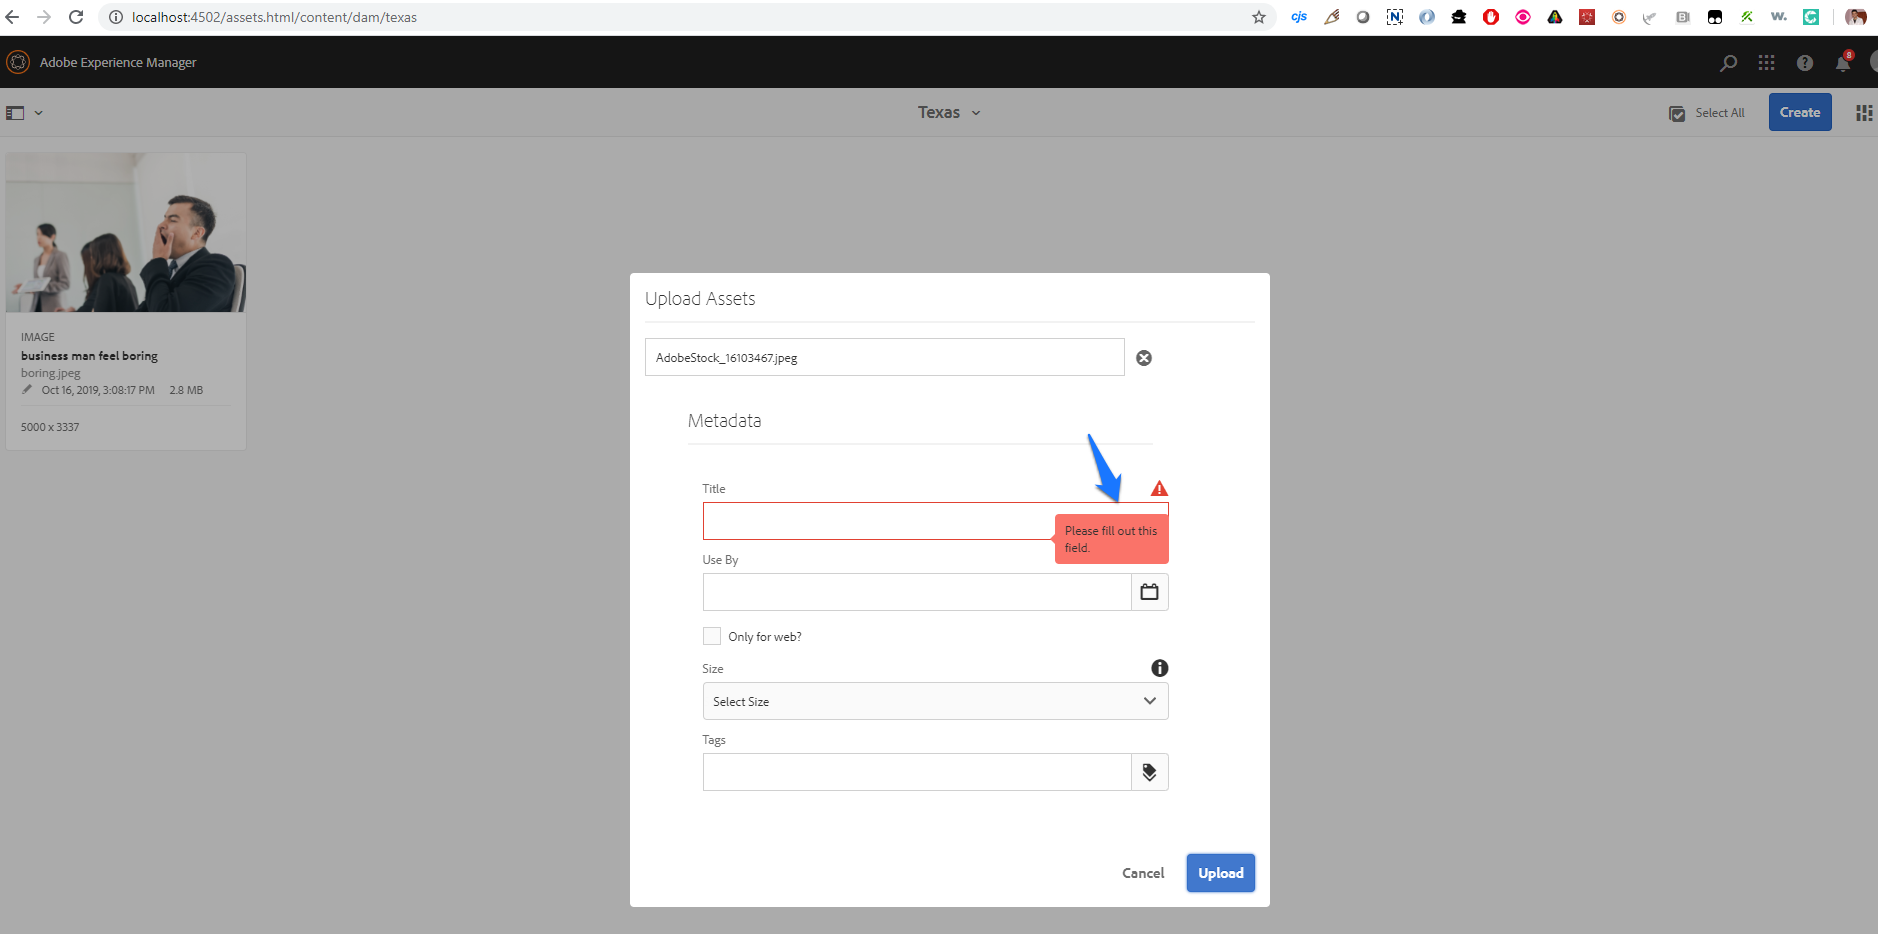 localhost:4502/assets.html/content/dam/texas
cjs
N
B!
W.
Adobe Experience Manager
?
8
Texas
Select All
Create
IMAGE
business man feel boring
boring.jpeg
Oct 16, 2019, 3:08:17 PM 2.8 MB
5000 x 3337
Upload Assets
AdobeStock_16103467.jpeg
Metadata
Title
Please fill out this
field.
Use By
Only for web?
Size
Select Size
Tags
Cancel
Upload